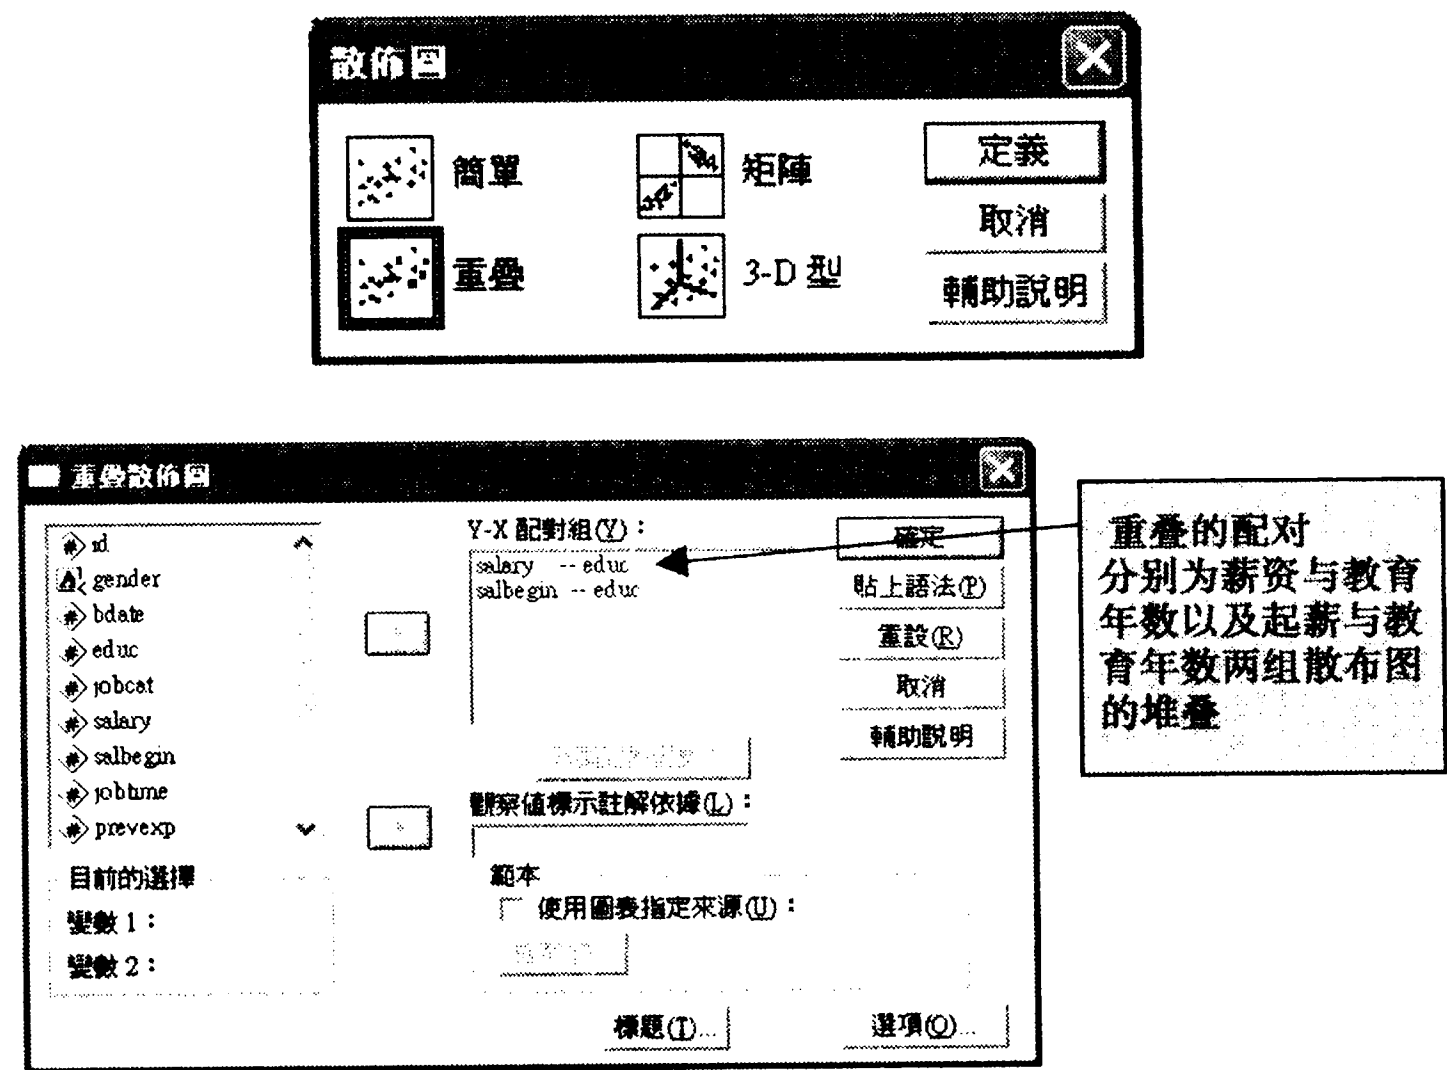 散佈圖
簡單
矩陣
定義
取消
重疊
3-D 型
輔助說明
重疊散佈圖
id
gender
bdate
educ
jobcat
salary
salbegin
jobtime
prevexp
目前的選擇
變數 1：
變數 2：
Y-X 配對組(Y)：
salary -- educ
salbegin -- educ
觀察值標示註解依據(L)：
範本
使用圖表指定來源(U)：
標題(T)...
選項(O)...
確定
貼上語法(P)
重設(R)
取消
輔助說明
重叠的配对
分别为薪资与教育
年数以及起薪与教
育年数两组散布图
的堆叠